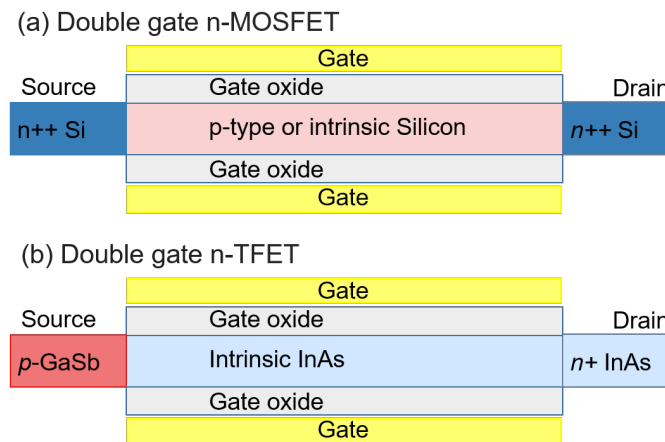 (a) Double gate n-MOSFET
Gate
Source Gate oxide Drain
n++ Si p-type or intrinsic Silicon n++ Si
Gate oxide
Gate
(b) Double gate n-TFET
Gate
Source Gate oxide Drain
p-GaSb Intrinsic InAs n+ InAs
Gate oxide
Gate